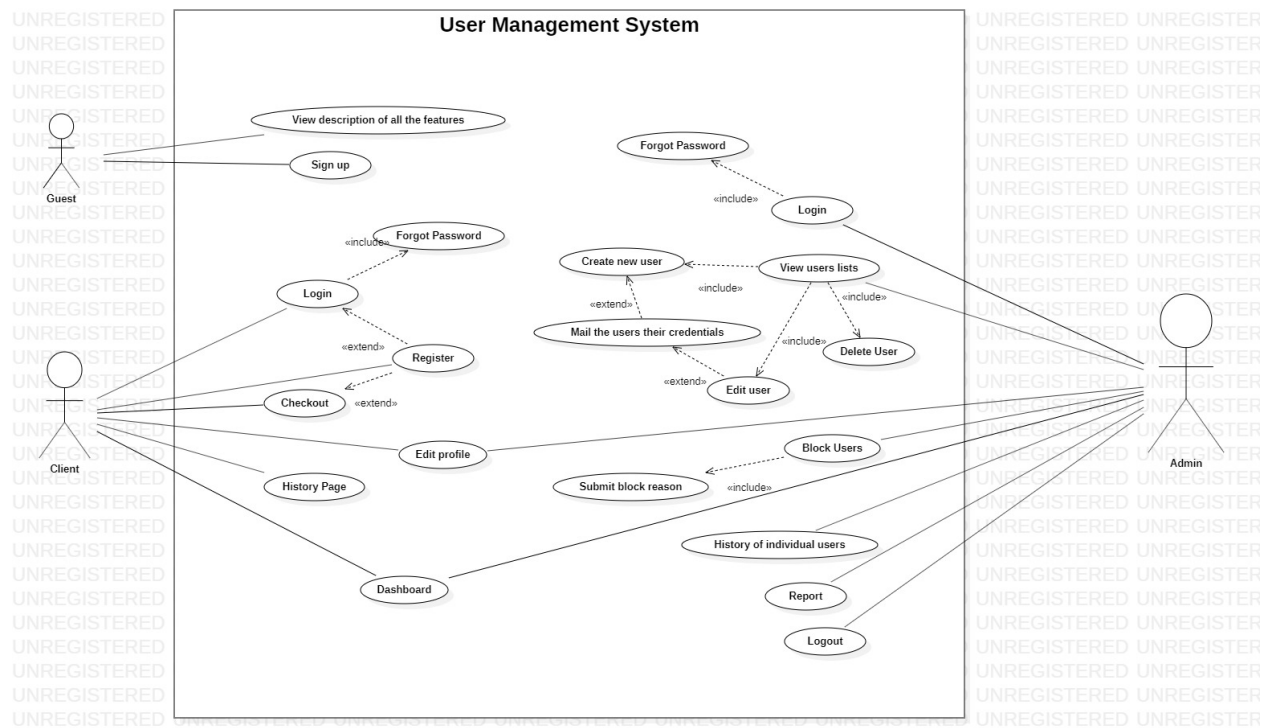 User Management System
View description of all the features
Sign up
Guest
Forgot Password
«include»
Login
Forgot Password
«include»
Login
Create new user
View users lists
«include»
«include»
«extend»
Mail the users their credentials
«include»
Delete User
«extend»
Register
«extend»
Edit user
Checkout
«extend»
Client
Edit profile
Block Users
Admin
History Page
Submit block reason
«include»
History of individual users
Dashboard
Report
Logout
UNREGISTERED UNREGISTERED